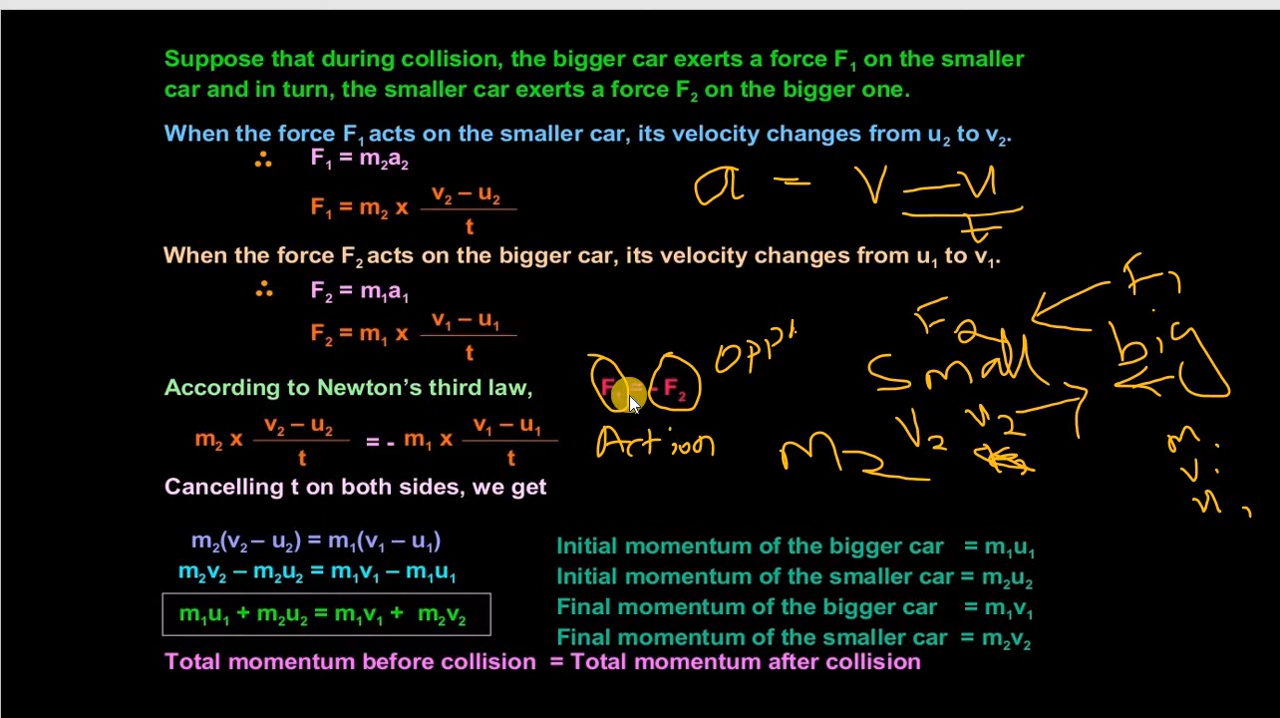 Suppose that during collision, the bigger car exerts a force F₁ on the smaller
car and in turn, the smaller car exerts a force F₂ on the bigger one.
When the force F₁ acts on the smaller car, its velocity changes from u₂ to v₂.
∴ F₁ = m₂a₂
F₁ = m₂ x (v₂ – u₂)/t
a = v – u / t
When the force F₂ acts on the bigger car, its velocity changes from u₁ to v₁.
∴ F₂ = m₁a₁
F₂ = m₁ x (v₁ – u₁)/t
F₁
F₂
big
Small
opp
According to Newton’s third law, F₁ = - F₂
v₂ u₂
Action
M₂
m₂ x (v₂ – u₂)/t = - m₁ x (v₁ – u₁)/t
Cancelling t on both sides, we get
m₂(v₂ – u₂) = m₁(v₁ – u₁)
m₂v₂ – m₂u₂ = m₁v₁ – m₁u₁
m₁u₁ + m₂u₂ = m₁v₁ + m₂v₂
Initial momentum of the bigger car = m₁u₁
Initial momentum of the smaller car = m₂u₂
Final momentum of the bigger car = m₁v₁
Final momentum of the smaller car = m₂v₂
Total momentum before collision = Total momentum after collision